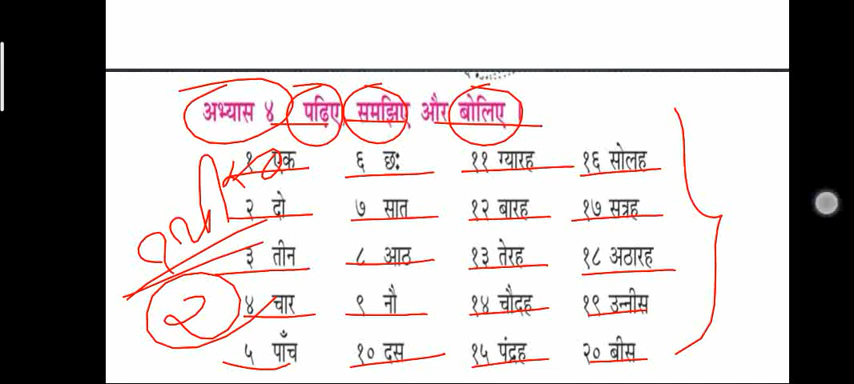 अभ्यास ४ पढ़िए समझिए और बोलिए ।
१ एक ६ छः ११ ग्यारह १६ सोलह
२ दो ७ सात १२ बारह १७ सत्रह
३ तीन ८ आठ १३ तेरह १८ अठारह
४ चार ९ नौ १४ चौदह १९ उन्नीस
५ पाँच १० दस १५ पंद्रह २० बीस
२